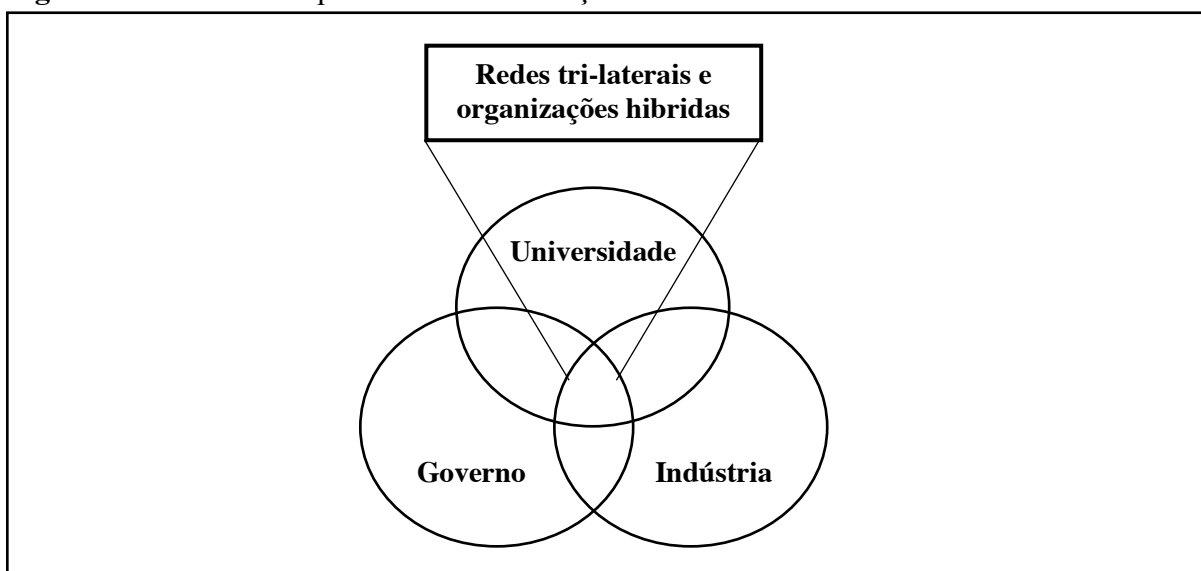 Redes tri-laterais e
organizações hibridas
Universidade
Governo
Indústria